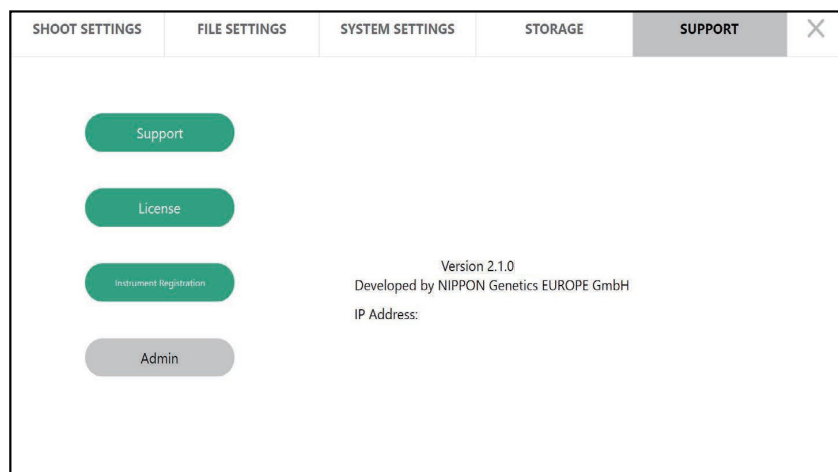 SHOOT SETTINGS FILE SETTINGS SYSTEM SETTINGS STORAGE SUPPORT
Support
License
Instrument Registration
Admin
Version 2.1.0
Developed by NIPPON Genetics EUROPE GmbH
IP Address: